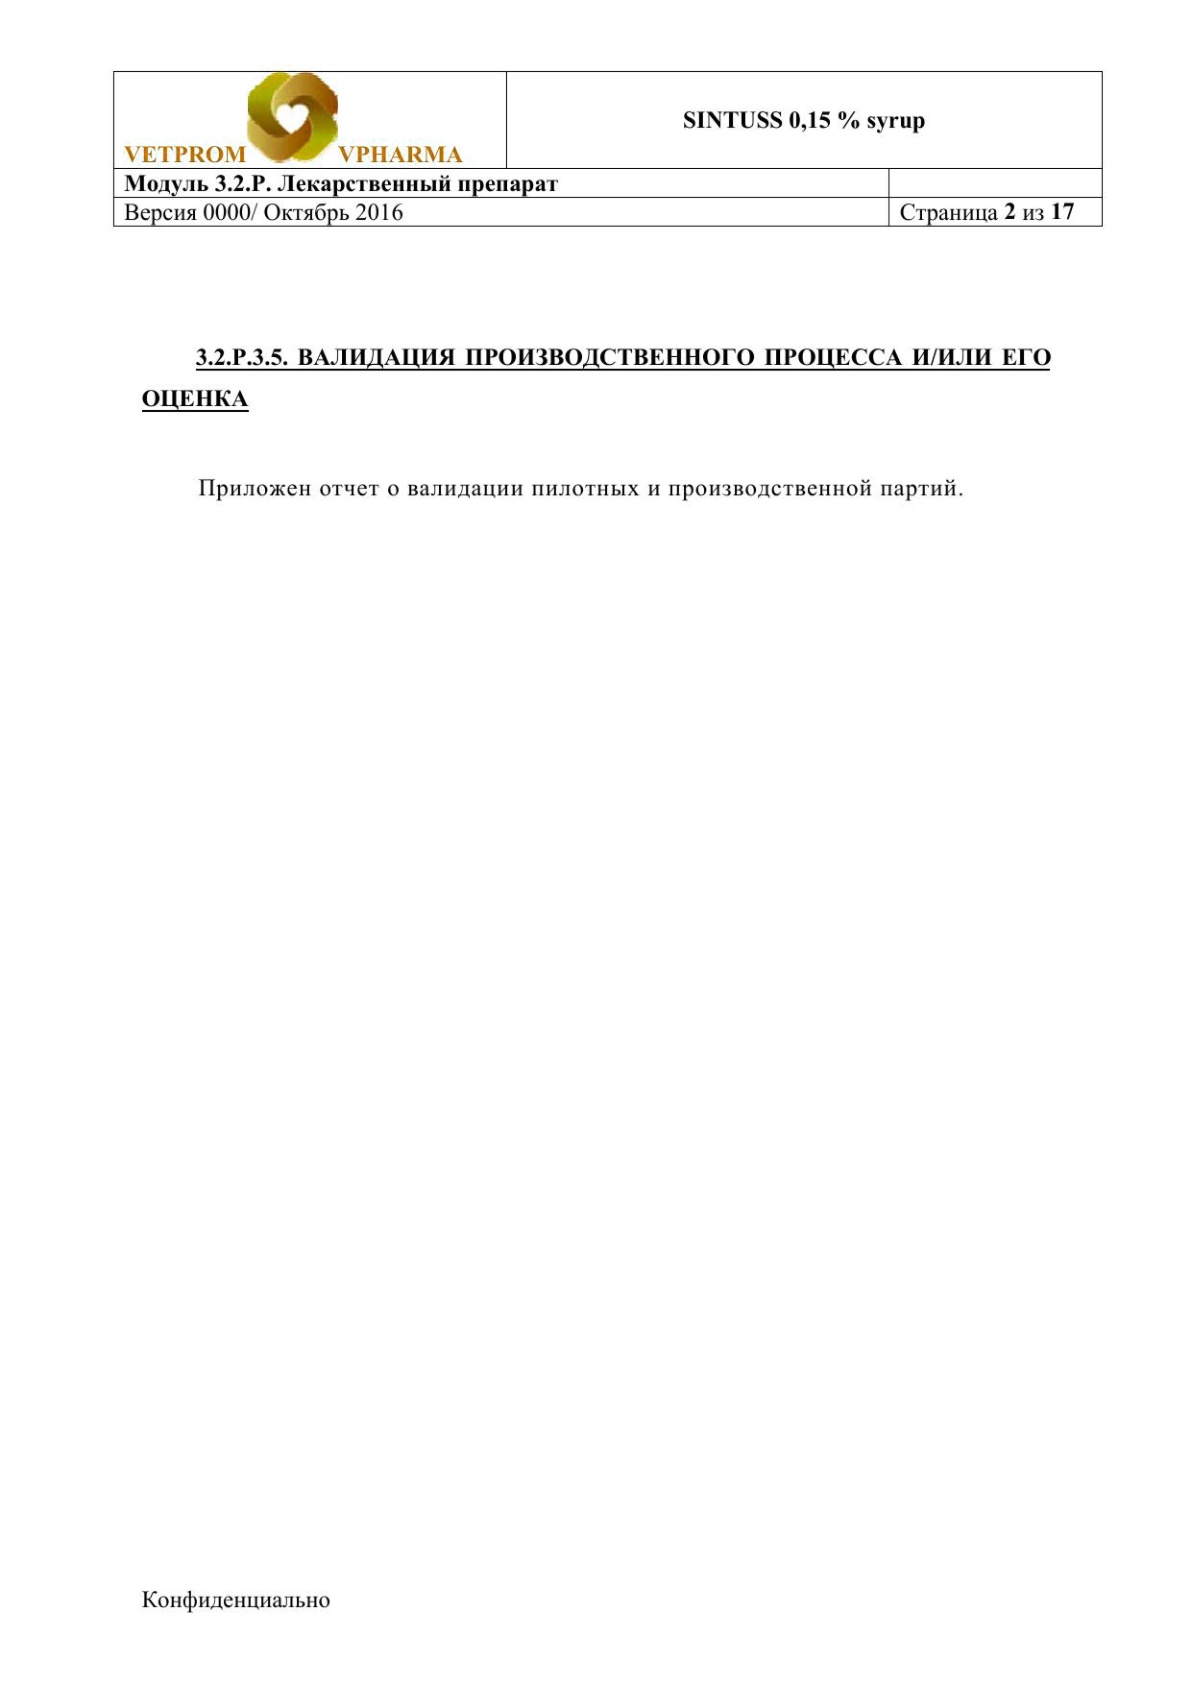 VETPROM VPHARMA
SINTUSS 0,15 % syrup
Модуль 3.2.P. Лекарственный препарат
Версия 0000/ Октябрь 2016
Страница 2 из 17
3.2.P.3.5. ВАЛИДАЦИЯ ПРОИЗВОДСТВЕННОГО ПРОЦЕССА И/ИЛИ ЕГО
ОЦЕНКА
Приложен отчет о валидации пилотных и производственной партий.
Конфиденциально